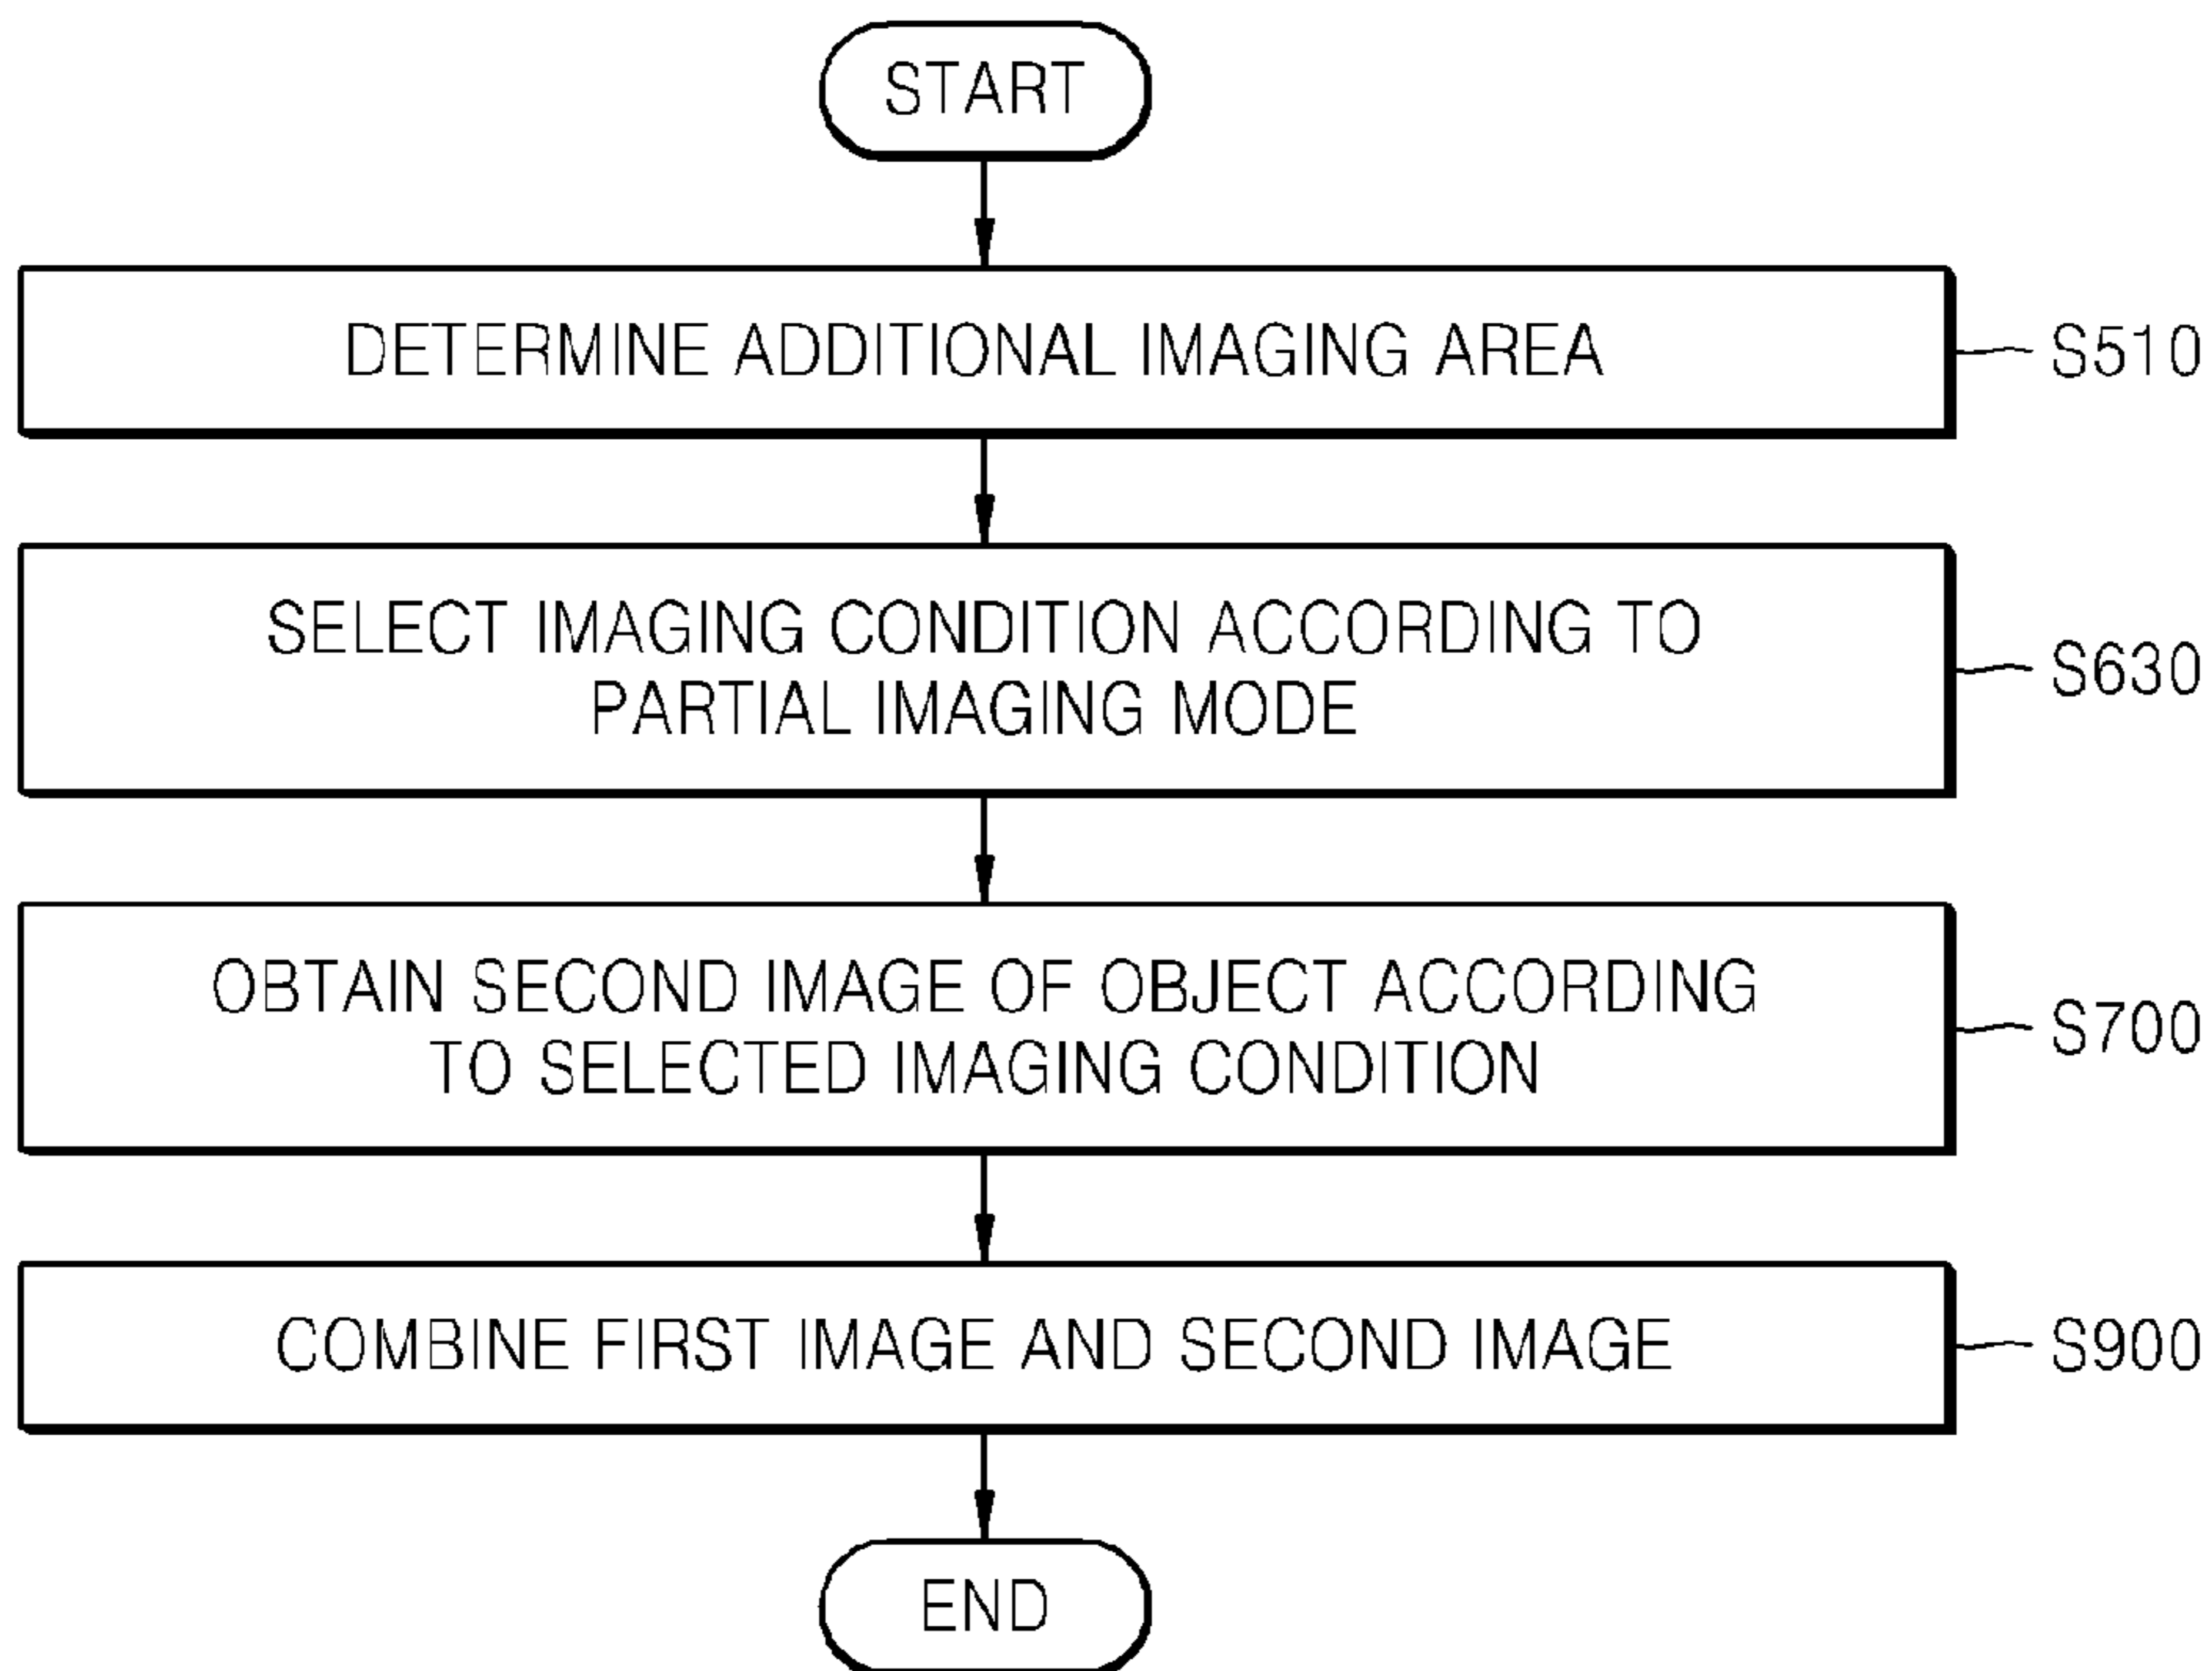 START
DETERMINE ADDITIONAL IMAGING AREA
S510
SELECT IMAGING CONDITION ACCORDING TO
PARTIAL IMAGING MODE
S630
OBTAIN SECOND IMAGE OF OBJECT ACCORDING
TO SELECTED IMAGING CONDITION
S700
COMBINE FIRST IMAGE AND SECOND IMAGE
S900
END